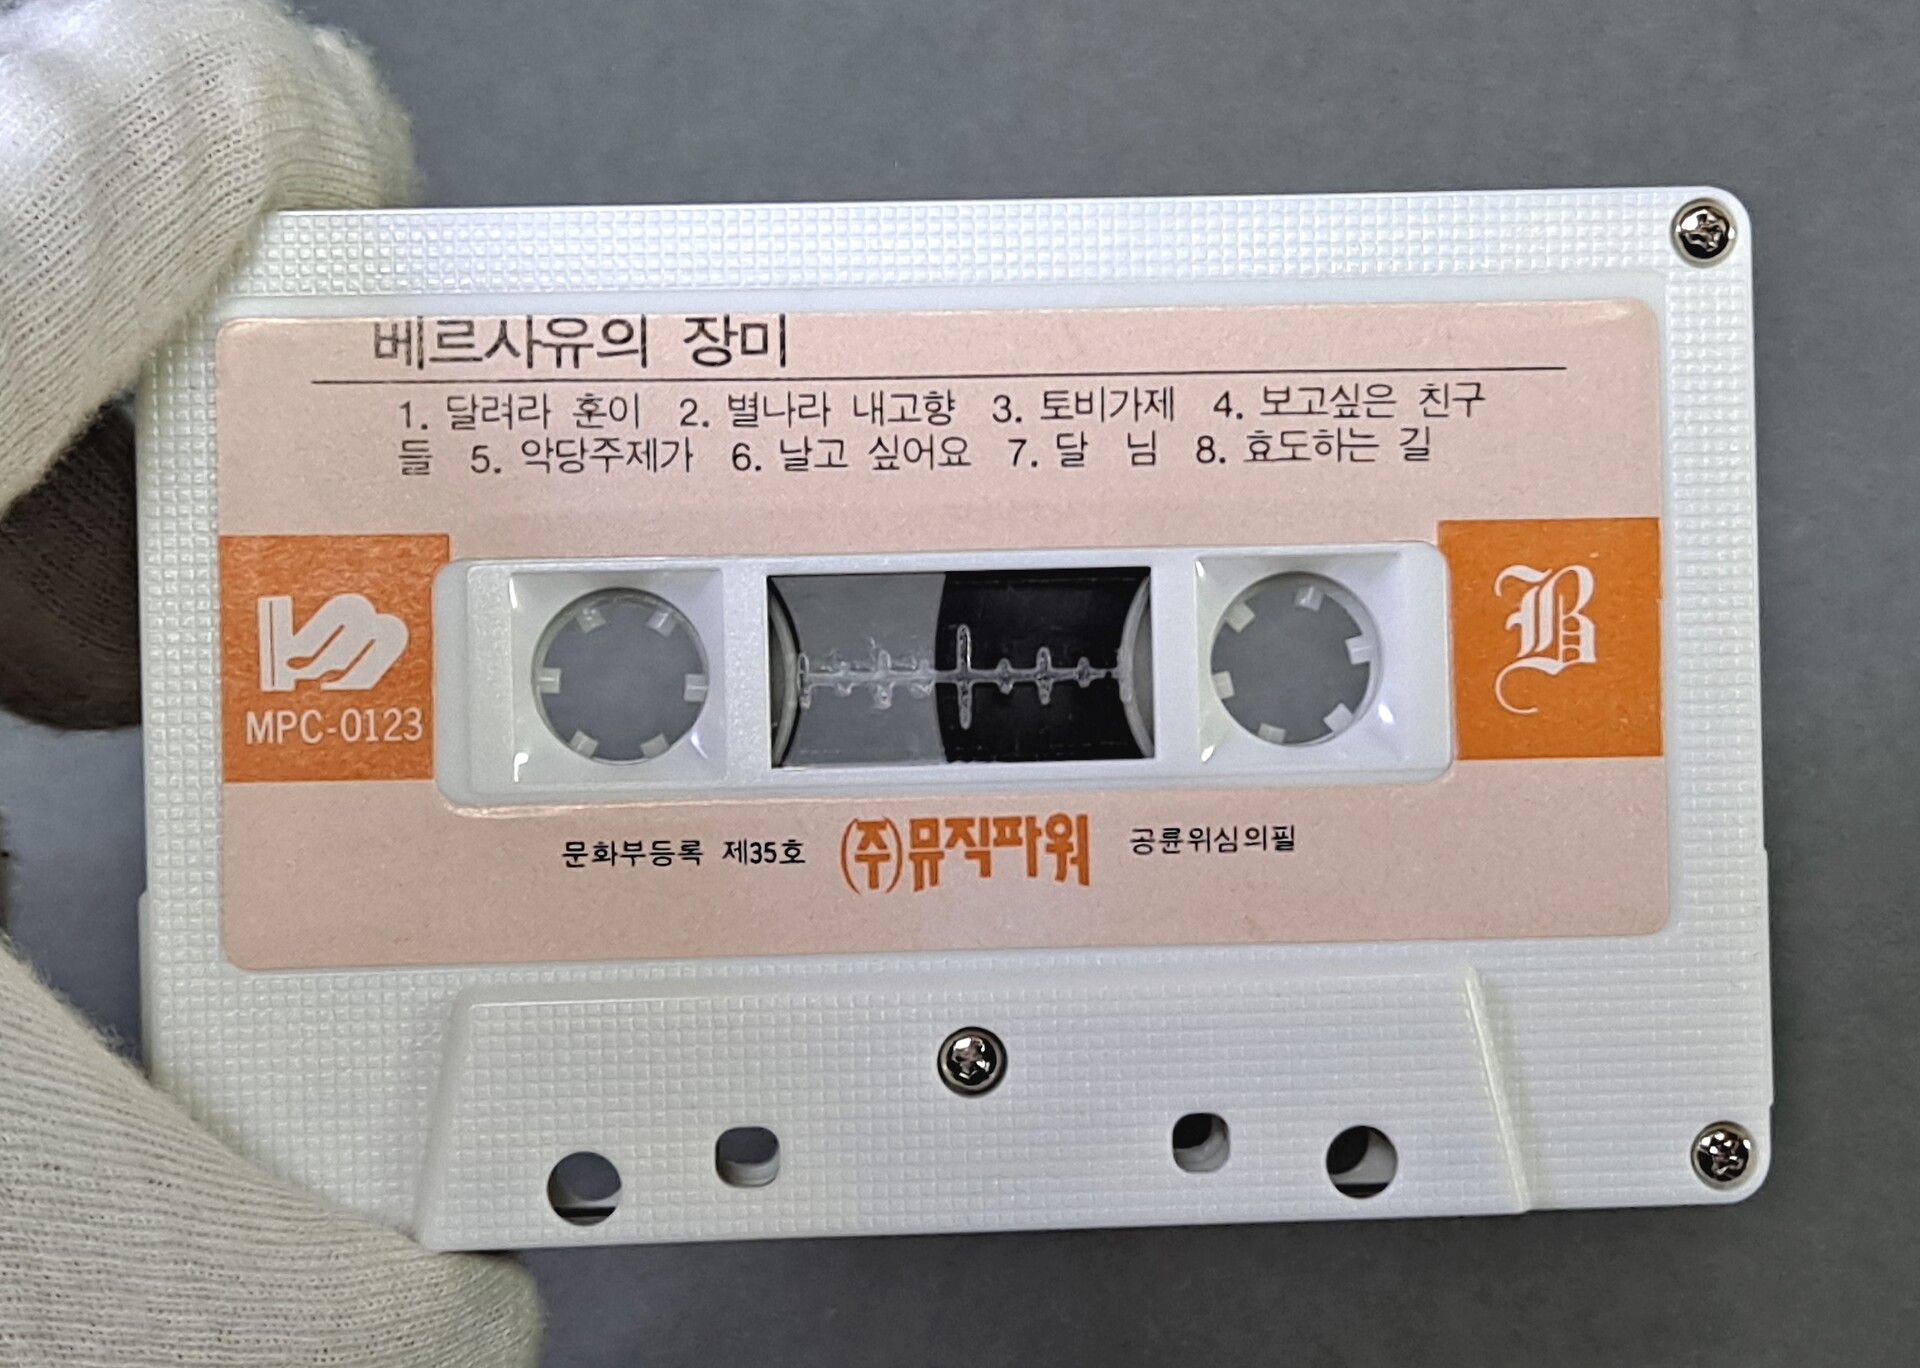 베르사유의 장미
1. 달려라 훈이 2. 별나라 내고향 3. 토비가제 4. 보고싶은 친구
들 5. 악당주제가 6. 날고 싶어요 7. 달 님 8. 효도하는 길
MPC-0123
B
문화부등록 제35호 (주)뮤직파워 공륜위심의필